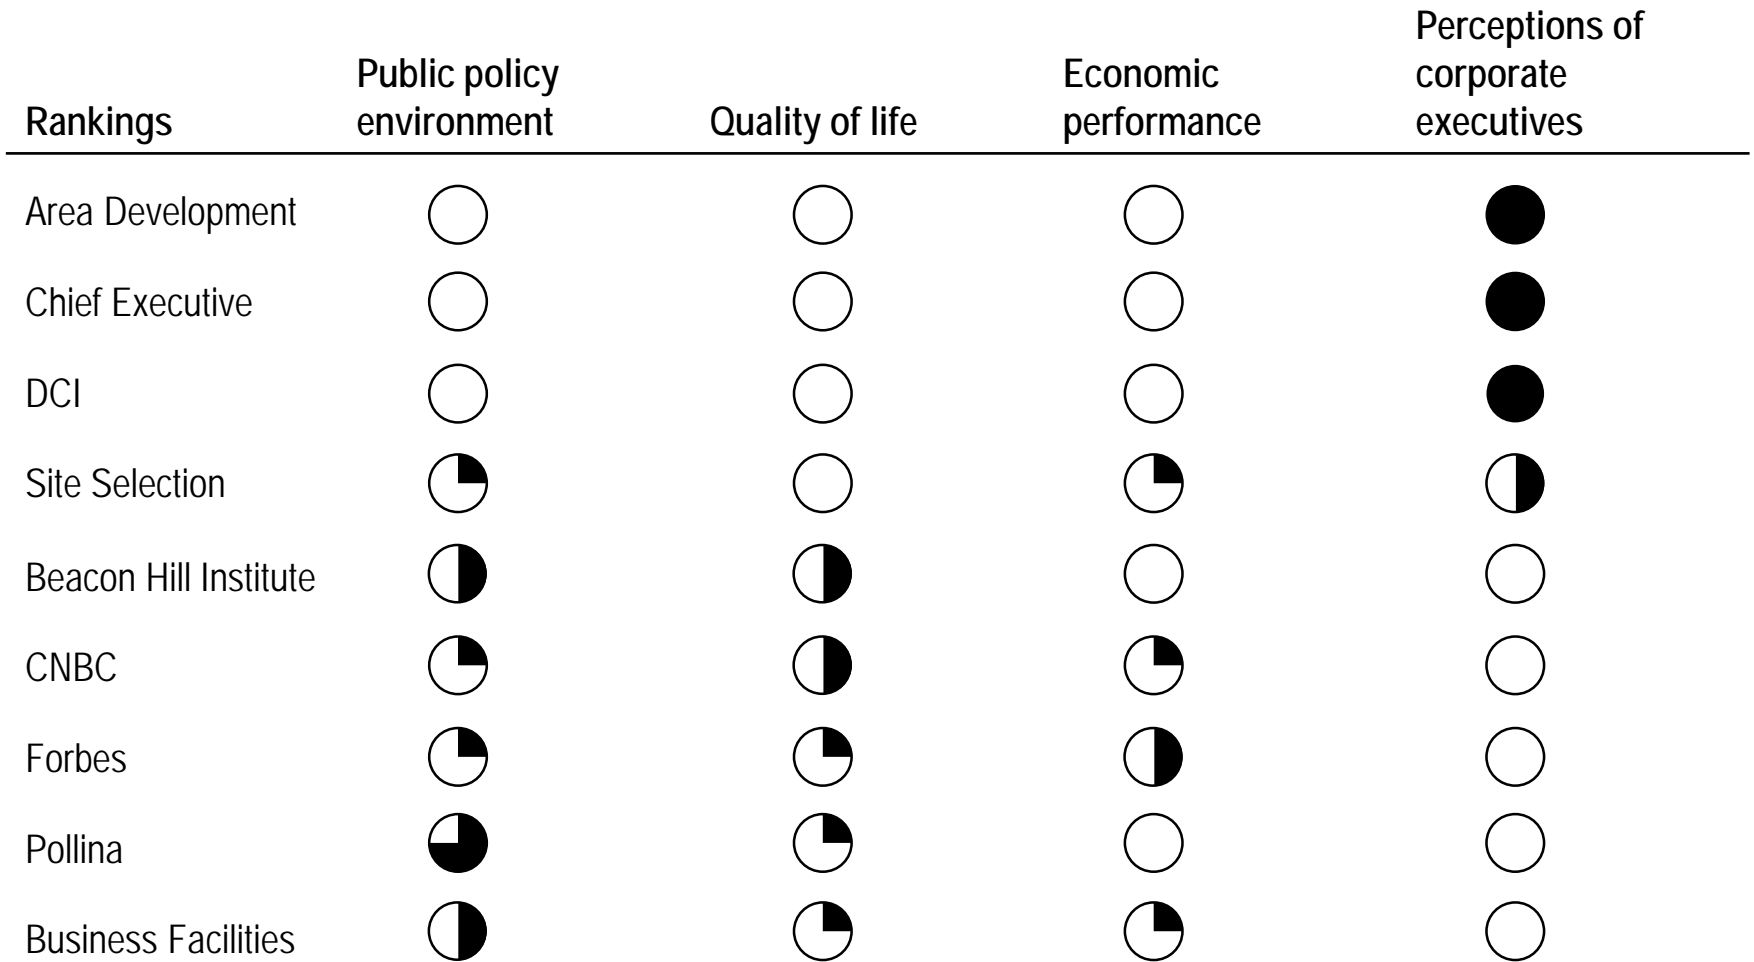 Rankings
Public policy
environment
Quality of life
Economic
performance
Perceptions of
corporate
executives
Area Development
Chief Executive
DCI
Site Selection
Beacon Hill Institute
CNBC
Forbes
Pollina
Business Facilities